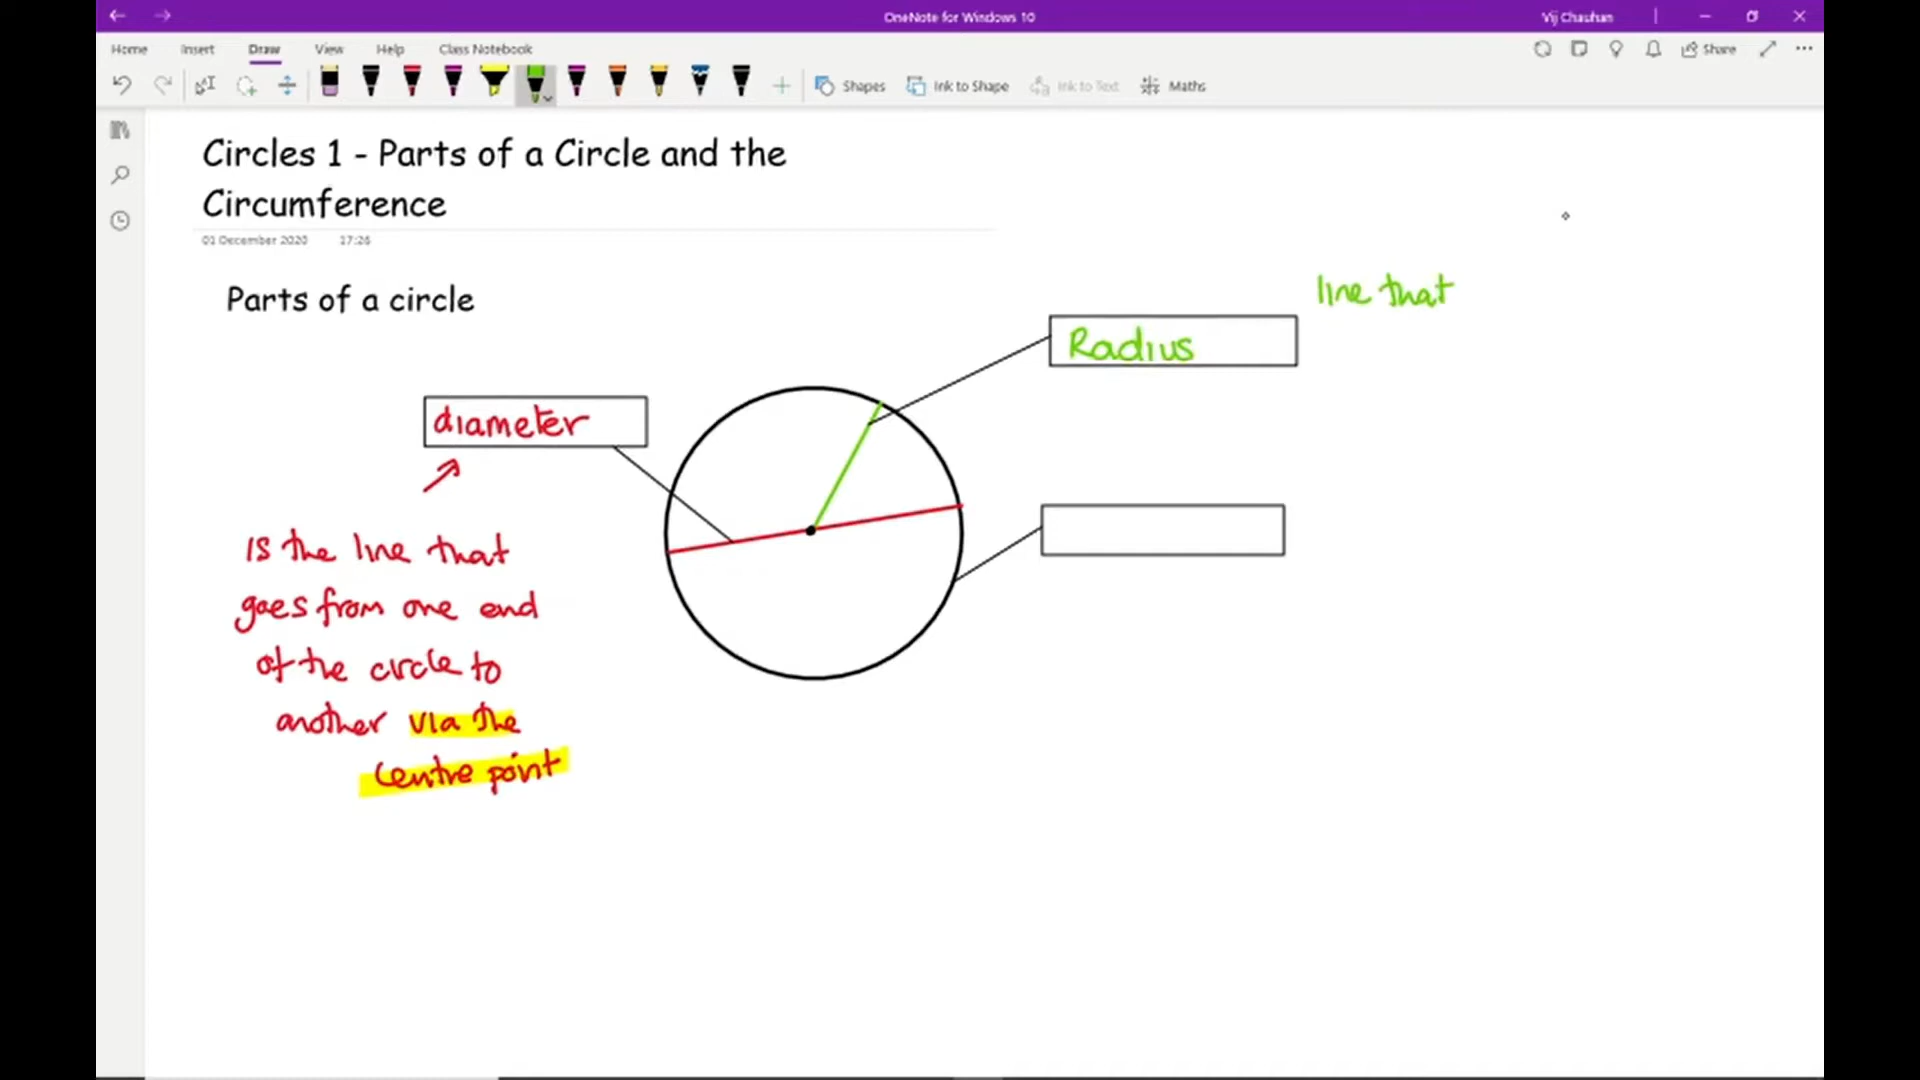 OneNote for Windows 10
Vij Chauhan
Home Insert Draw View Help Class Notebook
Share
Shapes Ink to Shape Ink to Text Maths
Circles 1 - Parts of a Circle and the
Circumference
01 December 2020 17:26
Parts of a circle
line that
Radius
diameter
is the line that
goes from one end
of the circle to
another via the
centre point